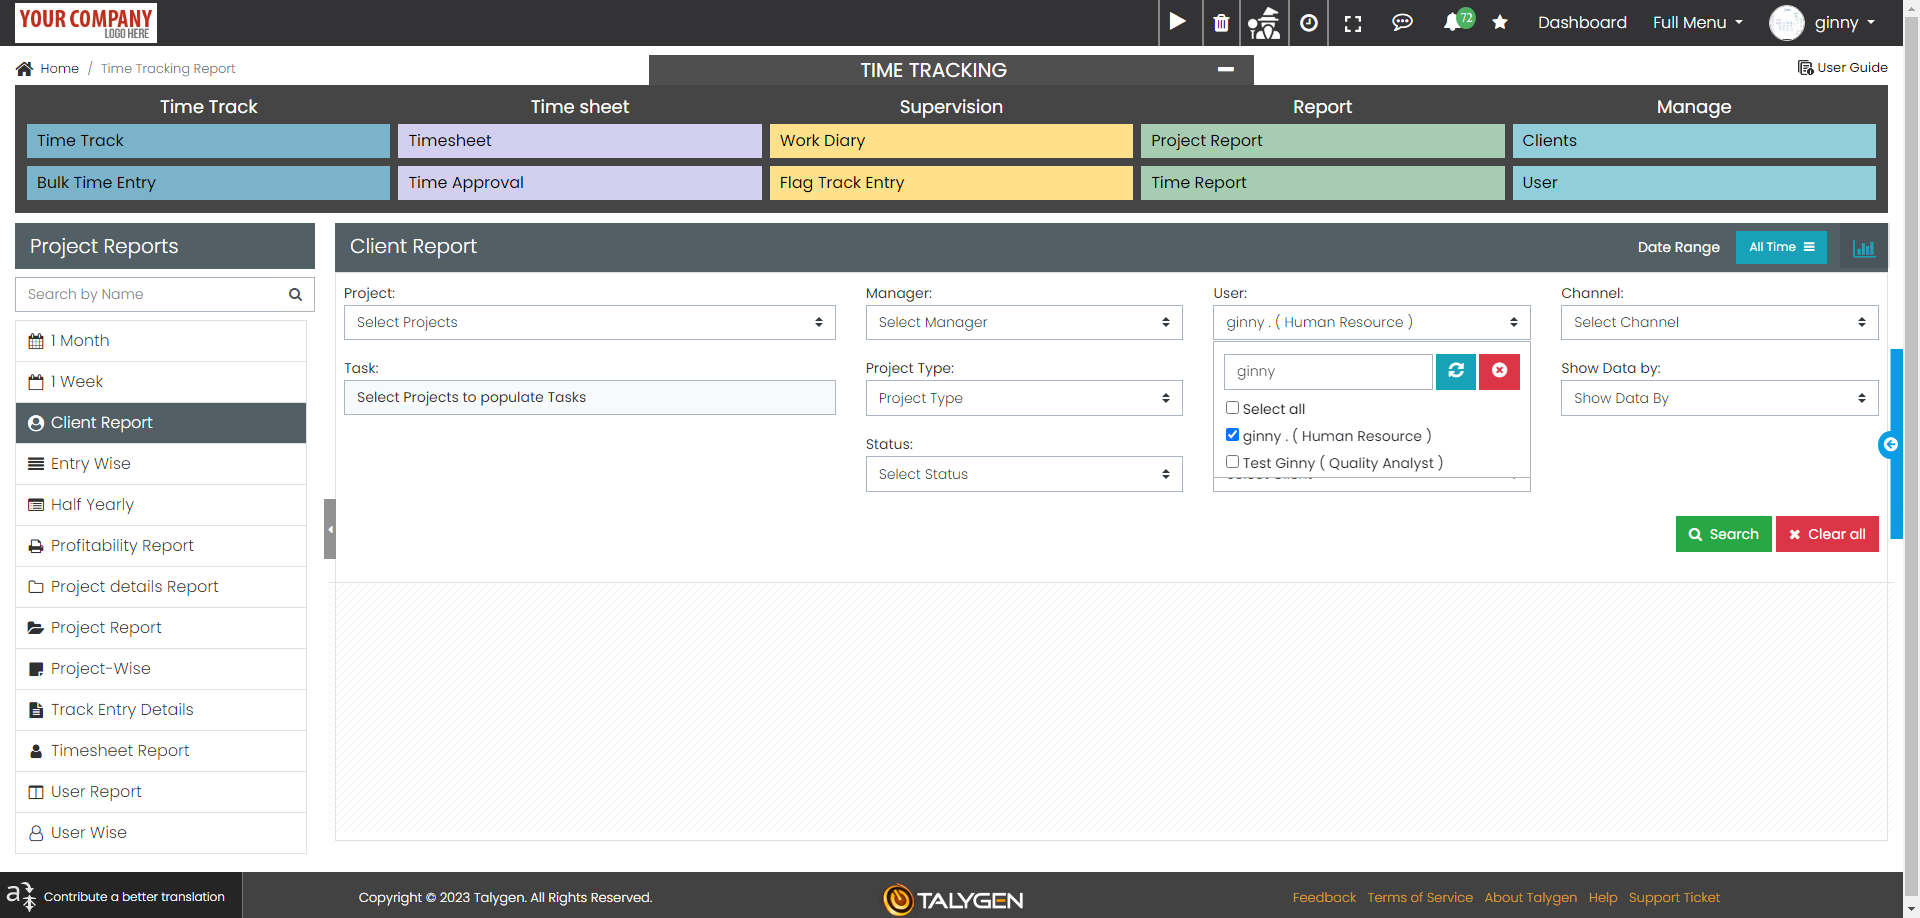 YOUR COMPANY
LOGO HERE
72
Dashboard
Full Menu
ginny
Home / Time Tracking Report
TIME TRACKING
User Guide
Time Track
Time sheet
Supervision
Report
Manage
Time Track
Timesheet
Work Diary
Project Report
Clients
Bulk Time Entry
Time Approval
Flag Track Entry
Time Report
User
Project Reports
Search by Name
1 Month
1 Week
Client Report
Entry Wise
Half Yearly
Profitability Report
Project details Report
Project Report
Project-Wise
Track Entry Details
Timesheet Report
User Report
User Wise
Client Report
Date Range
All Time
Project:
Select Projects
Manager:
Select Manager
User:
ginny . ( Human Resource )
Channel:
Select Channel
Task:
Select Projects to populate Tasks
Project Type:
Project Type
ginny
Select all
ginny . ( Human Resource )
Test Ginny ( Quality Analyst )
Show Data by:
Show Data By
Status:
Select Status
Search
Clear all
Contribute a better translation
Copyright © 2023 Talygen. All Rights Reserved.
TALYGEN
Feedback
Terms of Service
About Talygen
Help
Support Ticket